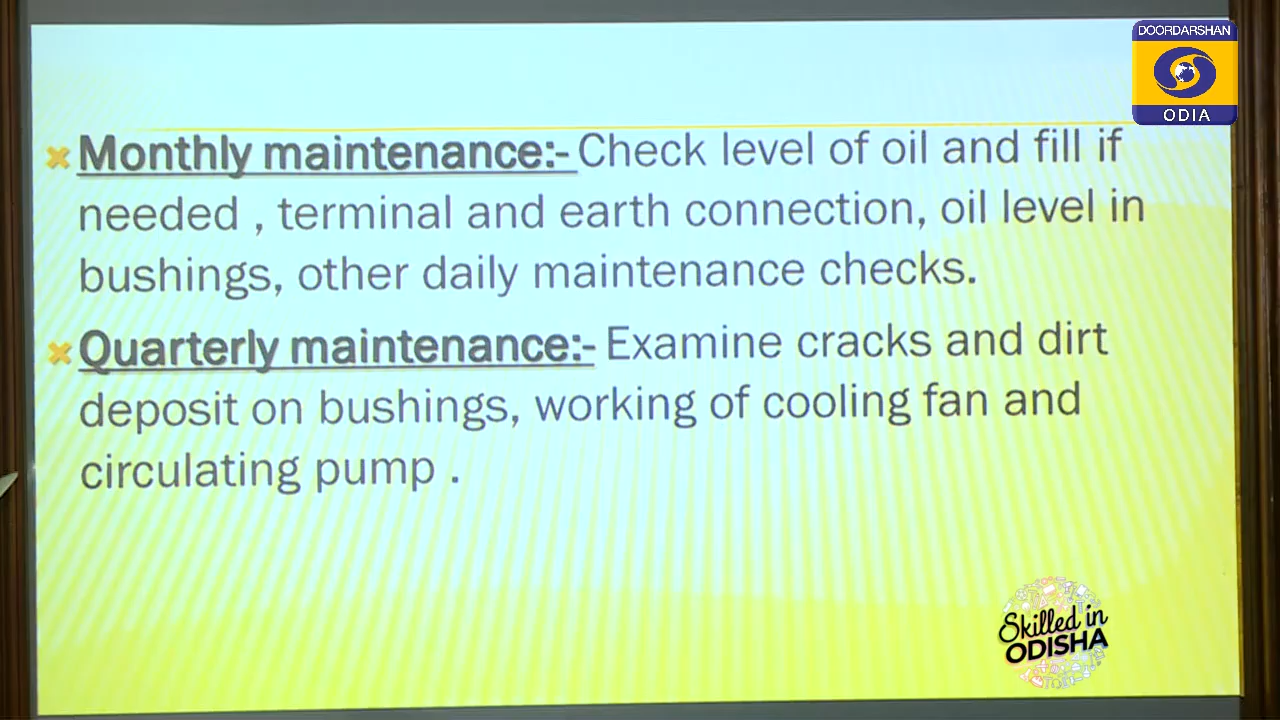 DOORDARSHAN
ODIA
Monthly maintenance:- Check level of oil and fill if
needed , terminal and earth connection, oil level in
bushings, other daily maintenance checks.
Quarterly maintenance:- Examine cracks and dirt
deposit on bushings, working of cooling fan and
circulating pump .
Skilled in
ODISHA